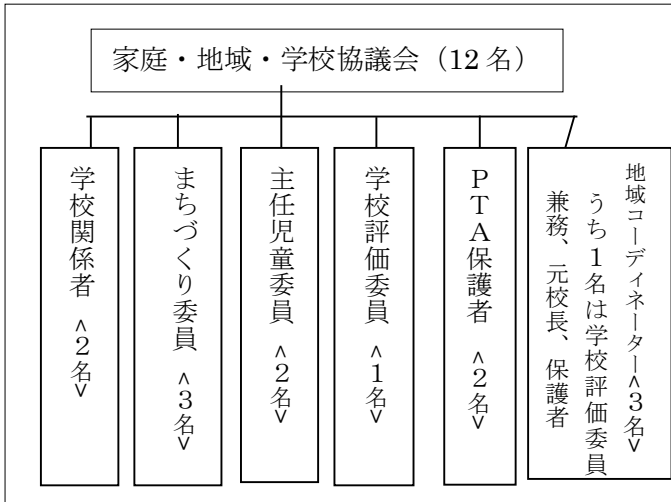 家庭・地域・学校協議会（12名）
学校関係者 <2名>
まちづくり委員 <3名>
主任児童委員 <2名>
学校評価委員 <1名>
PTA保護者 <2名>
地域コーディネーター<3名>
うち1名は学校評価委員
兼務、元校長、保護者